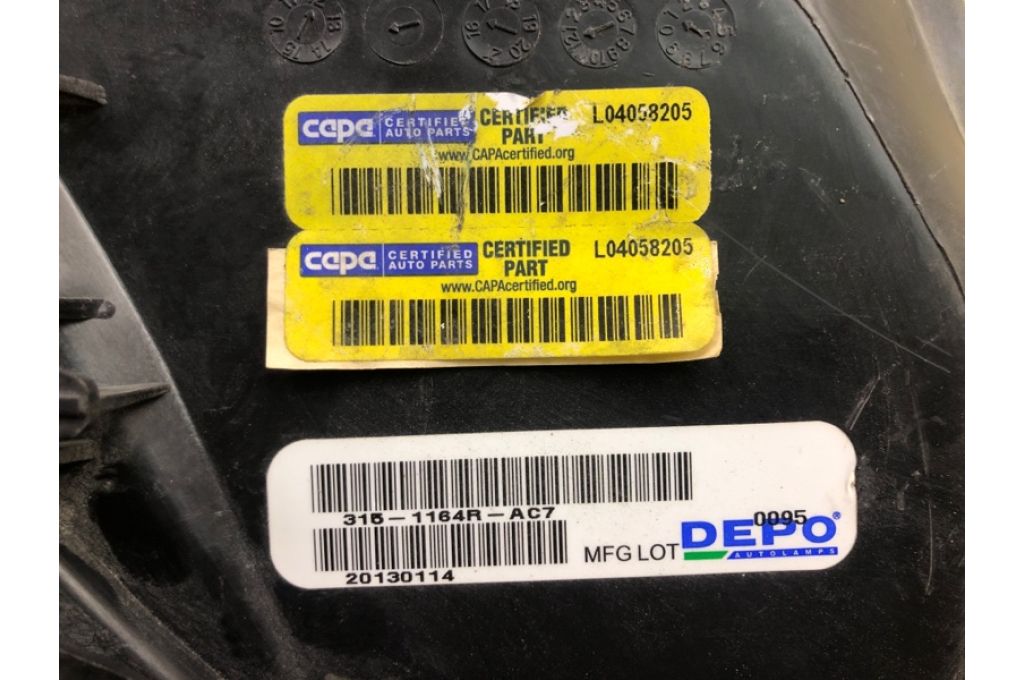 capa CERTIFIED AUTO PARTS CERTIFIED PART L04058205
www.CAPAcertified.org
capa CERTIFIED AUTO PARTS CERTIFIED PART L04058205
www.CAPAcertified.org
315-1164R-AC7
MFG LOT 0095
DEPO®
AUTOLAMPS
20130114